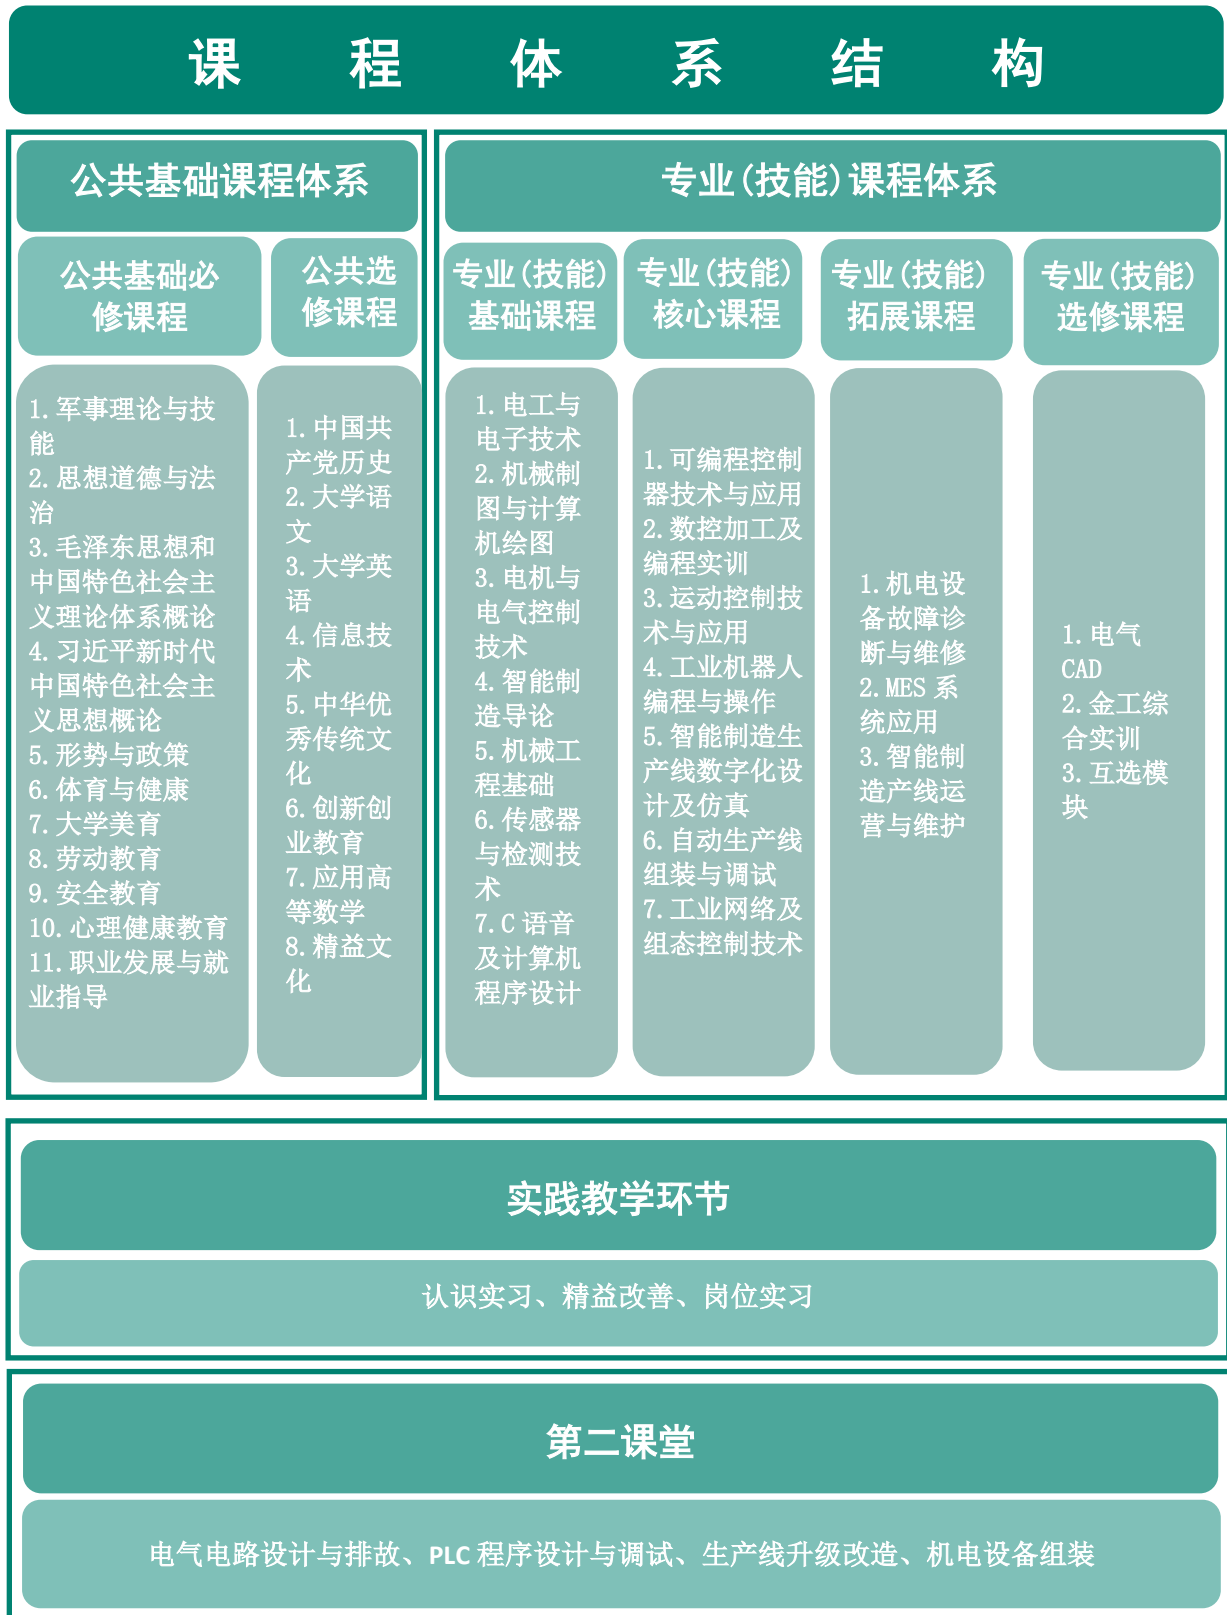 课程体系结构
公共基础课程体系
公共基础必
修课程
公共选
修课程
1.军事理论与技
能
2.思想道德与法
治
3.毛泽东思想和
中国特色社会主
义理论体系概论
4.习近平新时代
中国特色社会主
义思想概论
5.形势与政策
6.体育与健康
7.大学美育
8.劳动教育
9.安全教育
10.心理健康教育
11.职业发展与就
业指导
1.中国共
产党历史
2.大学语
文
3.大学英
语
4.信息技
术
5.中华优
秀传统文
化
6.创新创
业教育
7.应用高
等数学
8.精益文
化
专业(技能)课程体系
专业(技能)
基础课程
专业(技能)
核心课程
专业(技能)
拓展课程
专业(技能)
选修课程
1.电工与
电子技术
2.机械制
图与计算
机绘图
3.电机与
电气控制
技术
4.智能制
造导论
5.机械工
程基础
6.传感器
与检测技
术
7.C语音
及计算机
程序设计
1.可编程控制
器技术与应用
2.数控加工及
编程实训
3.运动控制技
术与应用
4.工业机器人
编程与操作
5.智能制造生
产线数字化设
计及仿真
6.自动生产线
组装与调试
7.工业网络及
组态控制技术
1.机电设
备故障诊
断与维修
2.MES系
统应用
3.智能制
造产线运
营与维护
1.电气
CAD
2.金工综
合实训
3.互选模
块
实践教学环节
认识实习、精益改善、岗位实习
第二课堂
电气电路设计与排故、PLC程序设计与调试、生产线升级改造、机电设备组装